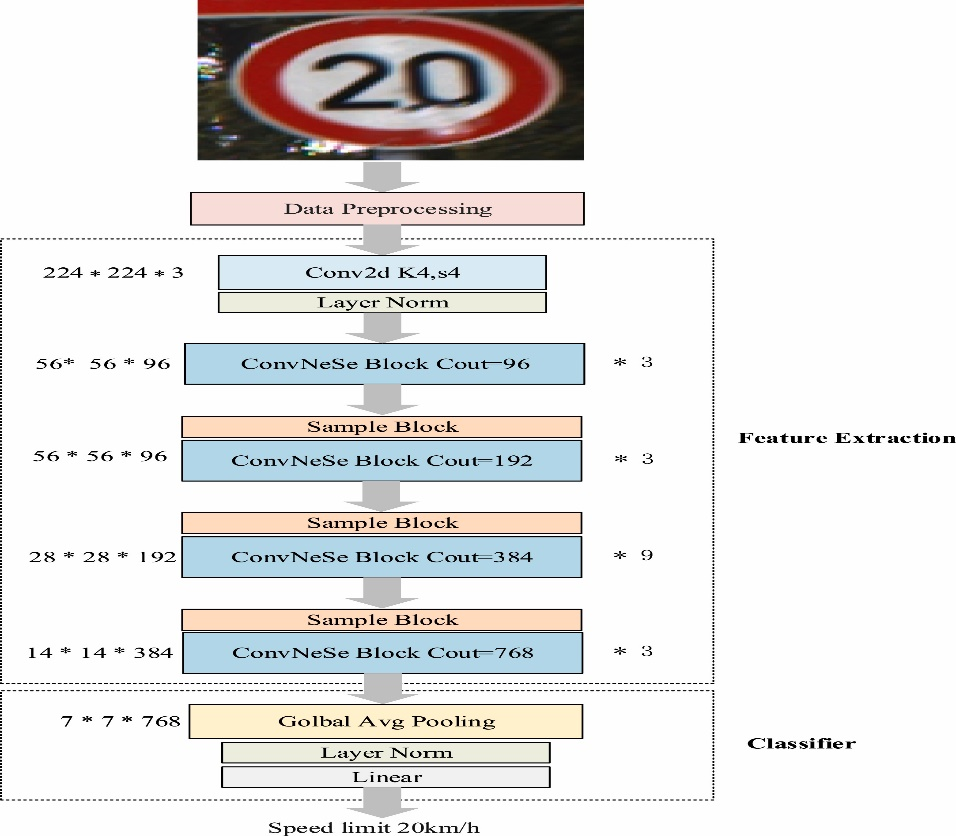 20
Data Preprocessing
224 * 224 * 3
Conv2d K4,s4
Layer Norm
56* 56 * 96
ConvNeSe Block Cout=96
* 3
Sample Block
56 * 56 * 96
ConvNeSe Block Cout=192
* 3
Feature Extraction
Sample Block
28 * 28 * 192
ConvNeSe Block Cout=384
* 9
Sample Block
14 * 14 * 384
ConvNeSe Block Cout=768
* 3
7 * 7 * 768
Golbal Avg Pooling
Classifier
Layer Norm
Linear
Speed limit 20km/h